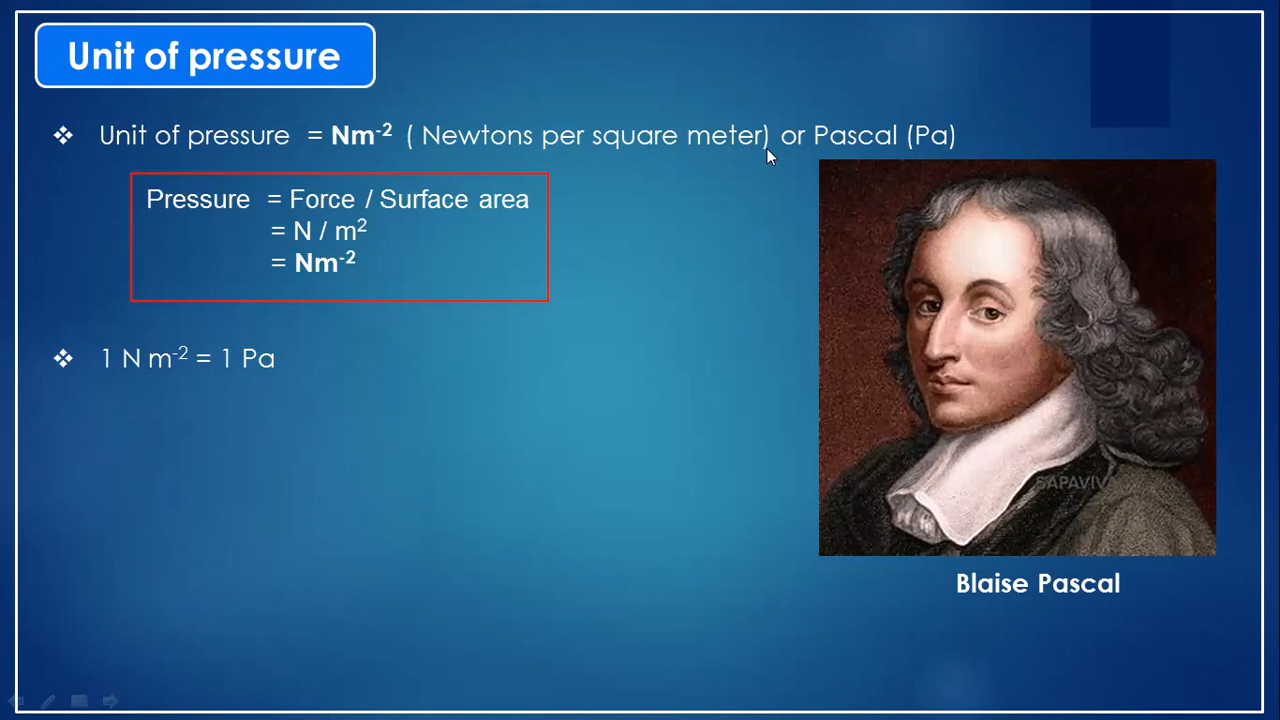 Unit of pressure
❖ Unit of pressure = Nm⁻² ( Newtons per square meter) or Pascal (Pa)
Pressure = Force / Surface area
= N / m²
= Nm⁻²
❖ 1 N m⁻² = 1 Pa
SAPAVIVA
Blaise Pascal